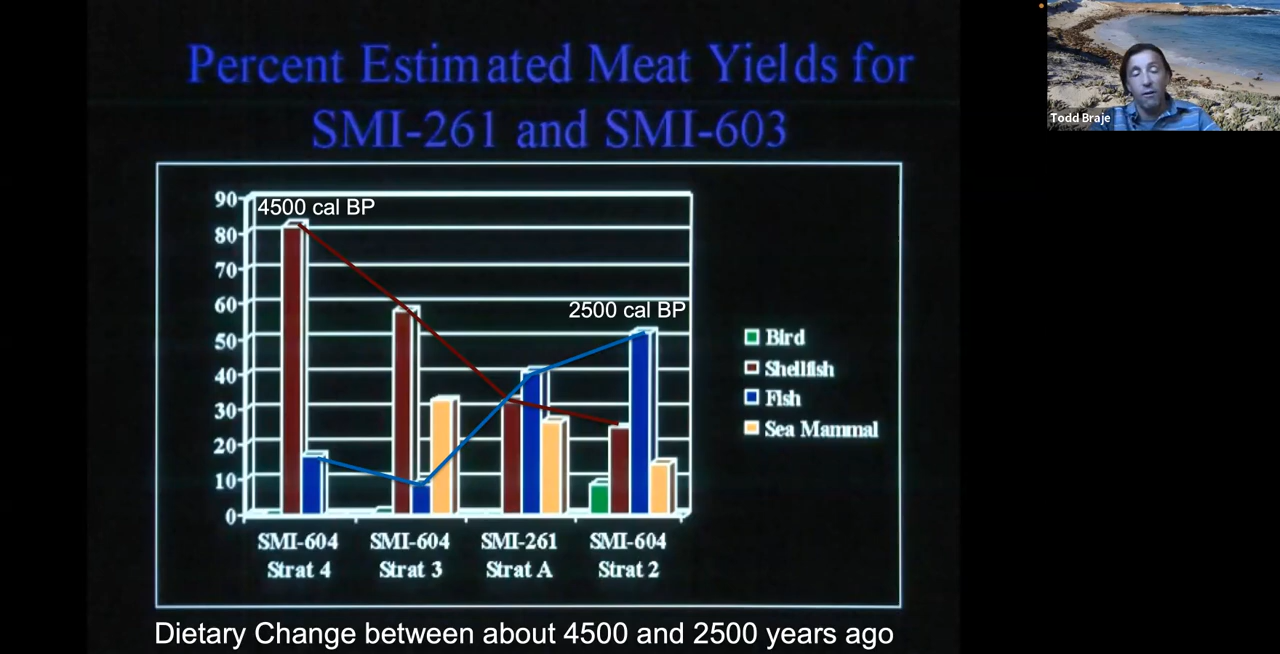 Percent Estimated Meat Yields for
SMI-261 and SMI-603
Todd Braje
90
80
70
60
50
40
30
20
10
0
4500 cal BP
2500 cal BP
Bird
Shellfish
Fish
Sea Mammal
SMI-604
Strat 4
SMI-604
Strat 3
SMI-261
Strat A
SMI-604
Strat 2
Dietary Change between about 4500 and 2500 years ago